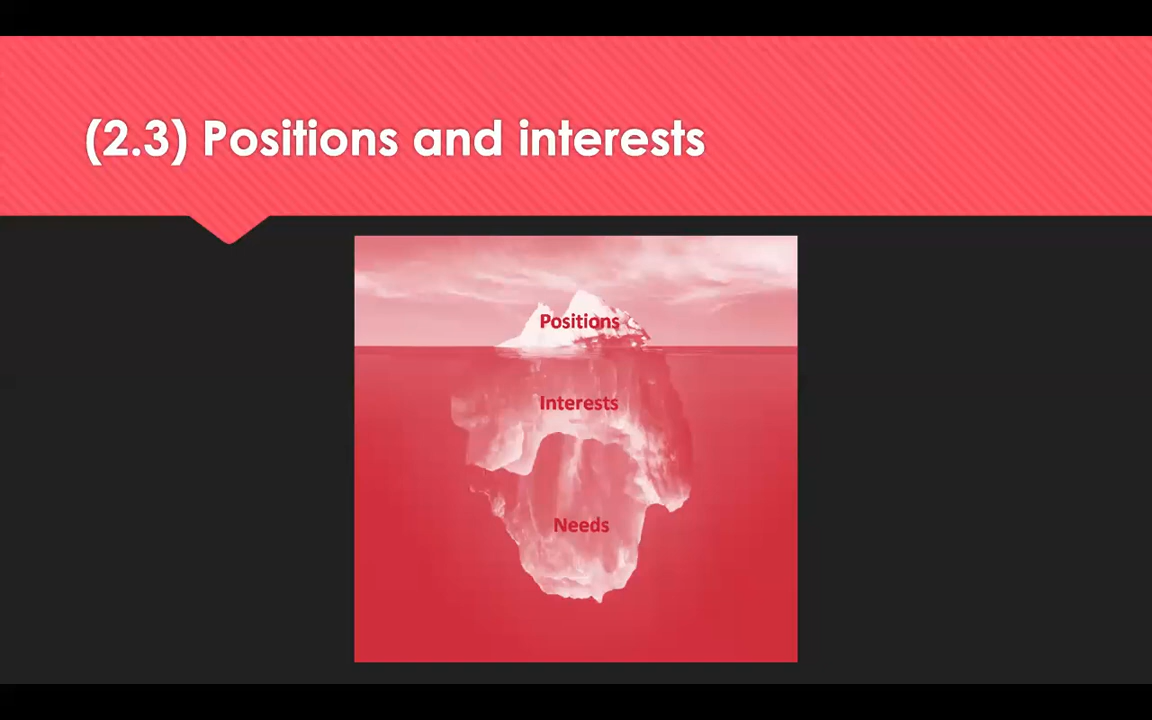 (2.3) Positions and interests
Positions
Interests
Needs